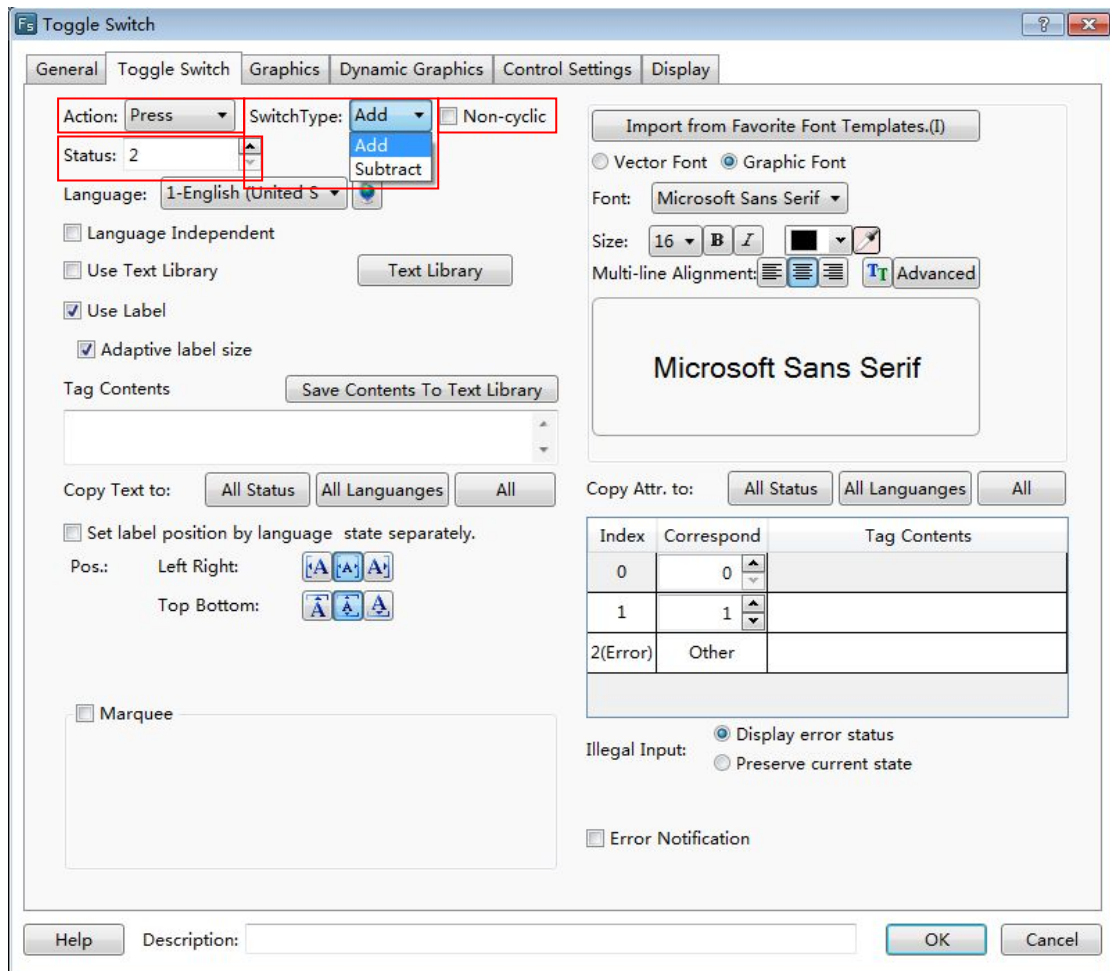 Fs Toggle Switch
General Toggle Switch Graphics Dynamic Graphics Control Settings Display
Action: Press SwitchType: Add Non-cyclic
Add
Subtract
Status: 2
Language: 1-English (United S
Language Independent
Use Text Library Text Library
Use Label
Adaptive label size
Tag Contents Save Contents To Text Library
Copy Text to: All Status All Languanges All
Set label position by language state separately.
Pos.: Left Right: A A A
Top Bottom: A A A
Marquee
Import from Favorite Font Templates.(I)
Vector Font Graphic Font
Font: Microsoft Sans Serif
Size: 16 B I
Multi-line Alignment: TT Advanced
Microsoft Sans Serif
Copy Attr. to: All Status All Languanges All
Index Correspond Tag Contents
0 0
1 1
2(Error) Other
Illegal Input: Display error status
Preserve current state
Error Notification
Help Description: OK Cancel